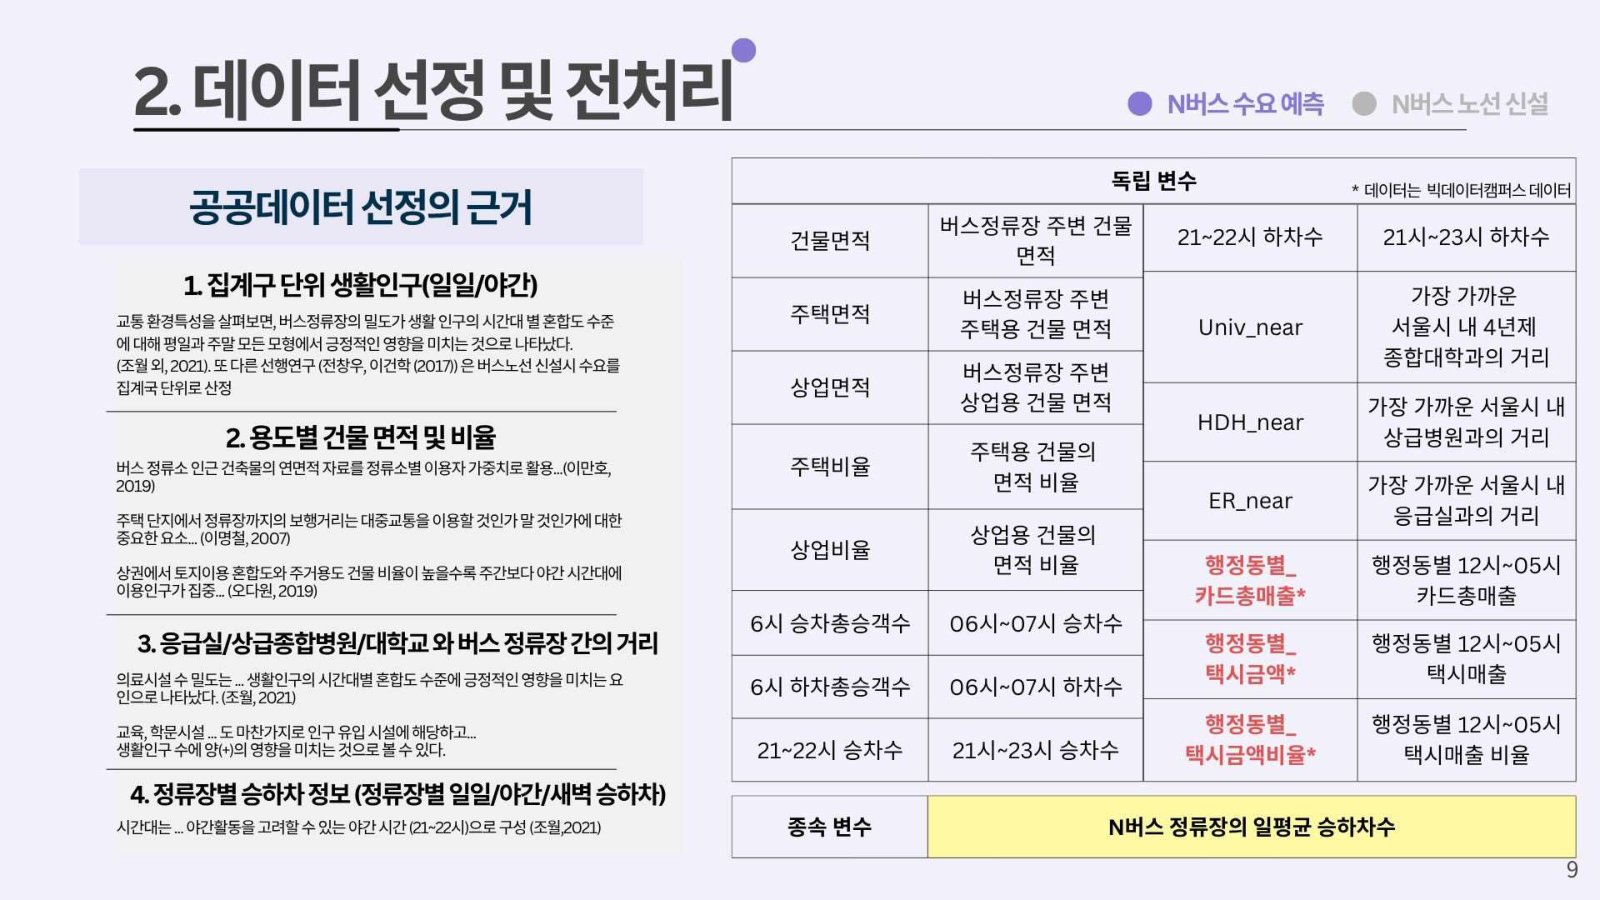 2. 데이터 선정 및 전처리
N버스 수요 예측
N버스 노선 신설
공공데이터 선정의 근거
1. 집계구 단위 생활인구(일일/야간)
교통 환경특성을 살펴보면, 버스정류장의 밀도가 생활 인구의 시간대 별 혼합도 수준
에 대해 평일과 주말 모든 모형에서 긍정적인 영향을 미치는 것으로 나타났다.
(조월 외, 2021). 또 다른 선행연구 (전창우, 이건학 (2017)) 은 버스노선 신설시 수요를
집계국 단위로 산정
2. 용도별 건물 면적 및 비율
버스 정류소 인근 건축물의 연면적 자료를 정류소별 이용자 가중치로 활용...(이만호,
2019)
주택 단지에서 정류장까지의 보행거리는 대중교통을 이용할 것인가 말 것인가에 대한
중요한 요소... (이명철, 2007)
상권에서 토지이용 혼합도와 주거용도 건물 비율이 높을수록 주간보다 야간 시간대에
이용인구가 집중... (오다원, 2019)
3. 응급실/상급종합병원/대학교 와 버스 정류장 간의 거리
의료시설 수 밀도는 ... 생활인구의 시간대별 혼합도 수준에 긍정적인 영향을 미치는 요
인으로 나타났다. (조월, 2021)
교육, 학문시설 ... 도 마찬가지로 인구 유입 시설에 해당하고...
생활인구 수에 양(+)의 영향을 미치는 것으로 볼 수 있다.
4. 정류장별 승하차 정보 (정류장별 일일/야간/새벽 승하차)
시간대는 ... 야간활동을 고려할 수 있는 야간 시간 (21~22시)으로 구성 (조월,2021)
독립 변수
* 데이터는 빅데이터캠퍼스 데이터
건물면적
버스정류장 주변 건물
면적
주택면적
버스정류장 주변
주택용 건물 면적
상업면적
버스정류장 주변
상업용 건물 면적
주택비율
주택용 건물의
면적 비율
상업비율
상업용 건물의
면적 비율
6시 승차총승객수
06시~07시 승차수
6시 하차총승객수
06시~07시 하차수
21~22시 승차수
21시~23시 승차수
21~22시 하차수
21시~23시 하차수
Univ_near
가장 가까운
서울시 내 4년제
종합대학과의 거리
HDH_near
가장 가까운 서울시 내
상급병원과의 거리
ER_near
가장 가까운 서울시 내
응급실과의 거리
행정동별_
카드총매출*
행정동별 12시~05시
카드총매출
행정동별_
택시금액*
행정동별 12시~05시
택시매출
행정동별_
택시금액비율*
행정동별 12시~05시
택시매출 비율
종속 변수
N버스 정류장의 일평균 승하차수
9